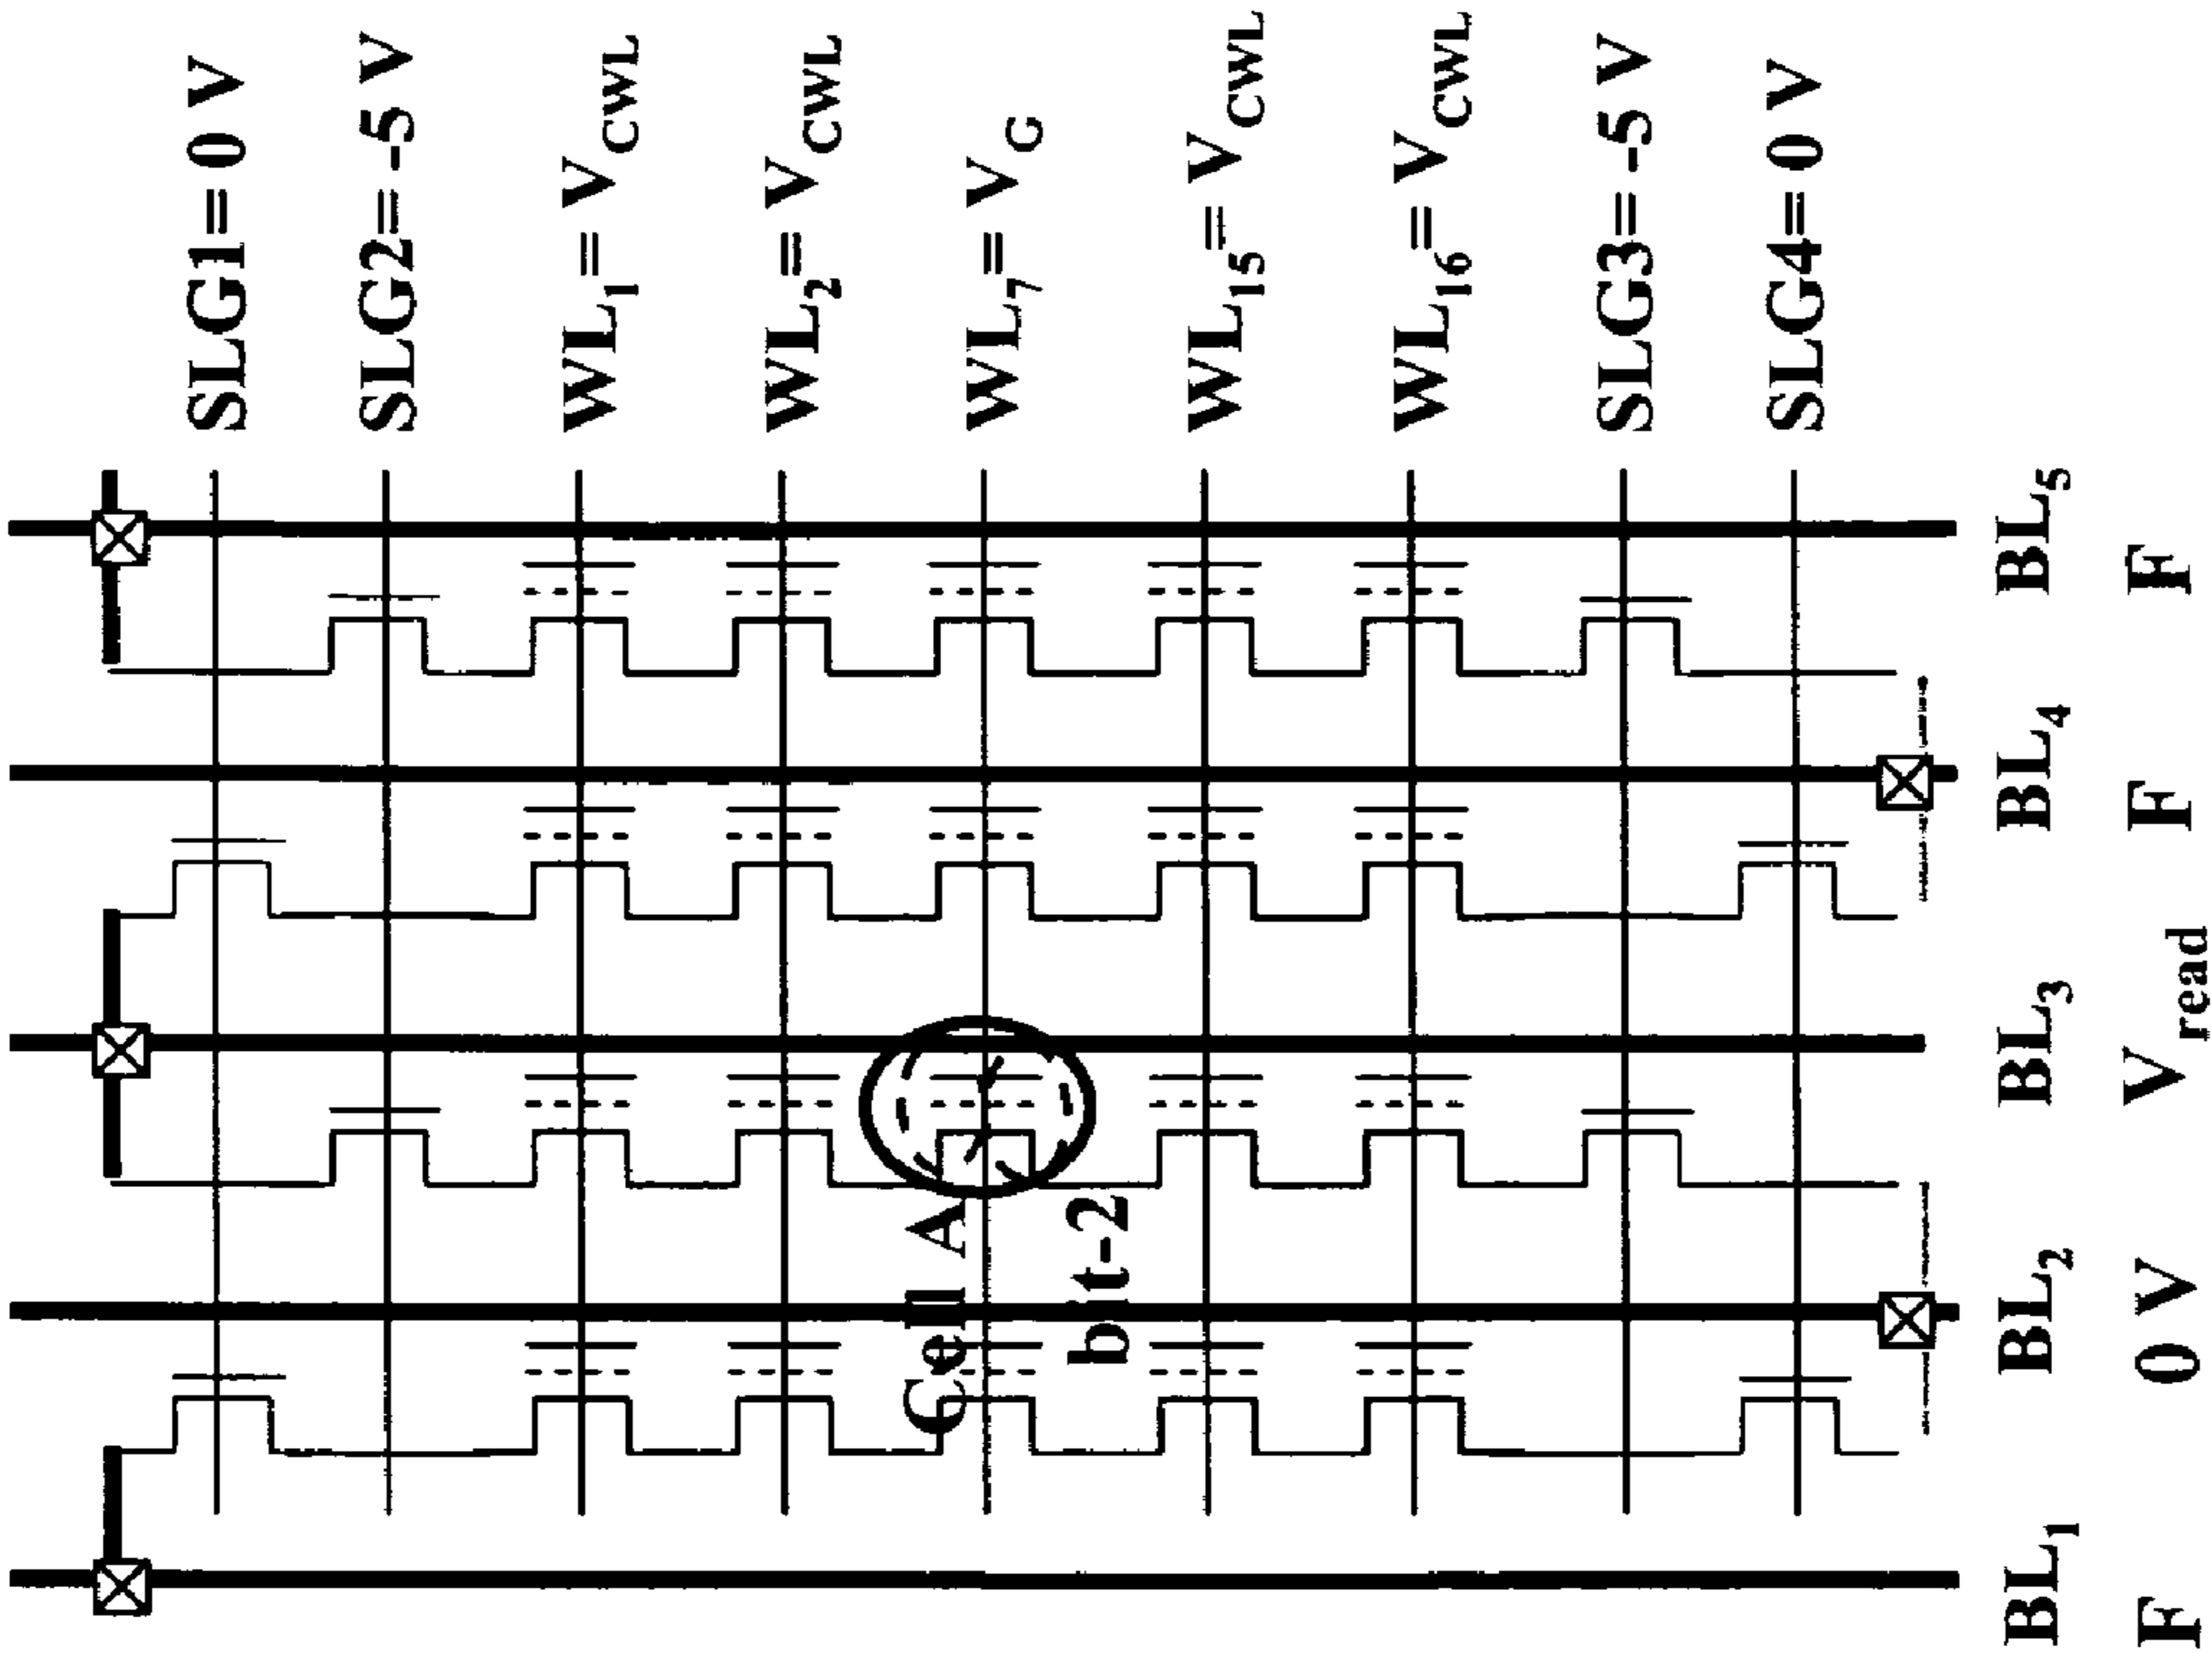 SLG1= 0 V
SLG2= -5 V
WL1= VCWL
WL2= VCWL
WL7= VG
WL15= VCWL
WL16= VCWL
SLG3= -5 V
SLG4= 0 V
Cell A
bit-2
BL1 BL2 BL3 BL4 BL5
F 0 V Vread F F